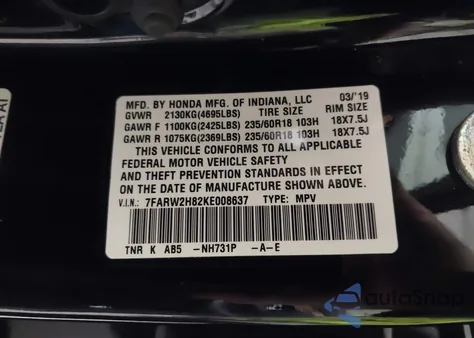 MFD. BY HONDA MFG. OF INDIANA, LLC 03/'19
GVWR 2130KG(4695LBS) TIRE SIZE RIM SIZE
GAWR F 1100KG(2425LBS) 235/60R18 103H 18X7.5J
GAWR R 1075KG(2369LBS) 235/60R18 103H 18X7.5J
THIS VEHICLE CONFORMS TO ALL APPLICABLE
FEDERAL MOTOR VEHICLE SAFETY
AND THEFT PREVENTION STANDARDS IN EFFECT
ON THE DATE OF MANUFACTURE SHOWN ABOVE.
V.I.N: 7FARW2H82KE008637 TYPE: MPV
TNR K AB5 -NH731P -A-E
autoSnap